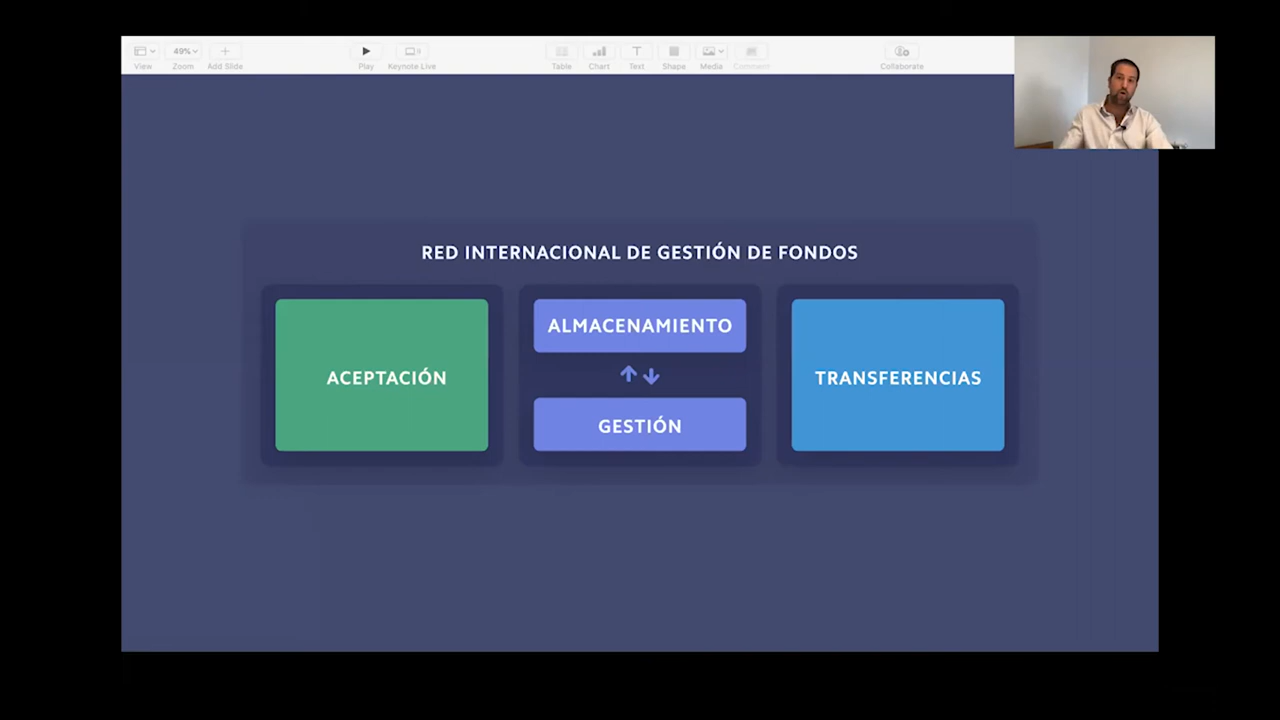 49%
View
Zoom
Add Slide
Play
Keynote Live
Table
Chart
Text
Shape
Media
Comment
Collaborate
RED INTERNACIONAL DE GESTIÓN DE FONDOS
ACEPTACIÓN
ALMACENAMIENTO
GESTIÓN
TRANSFERENCIAS